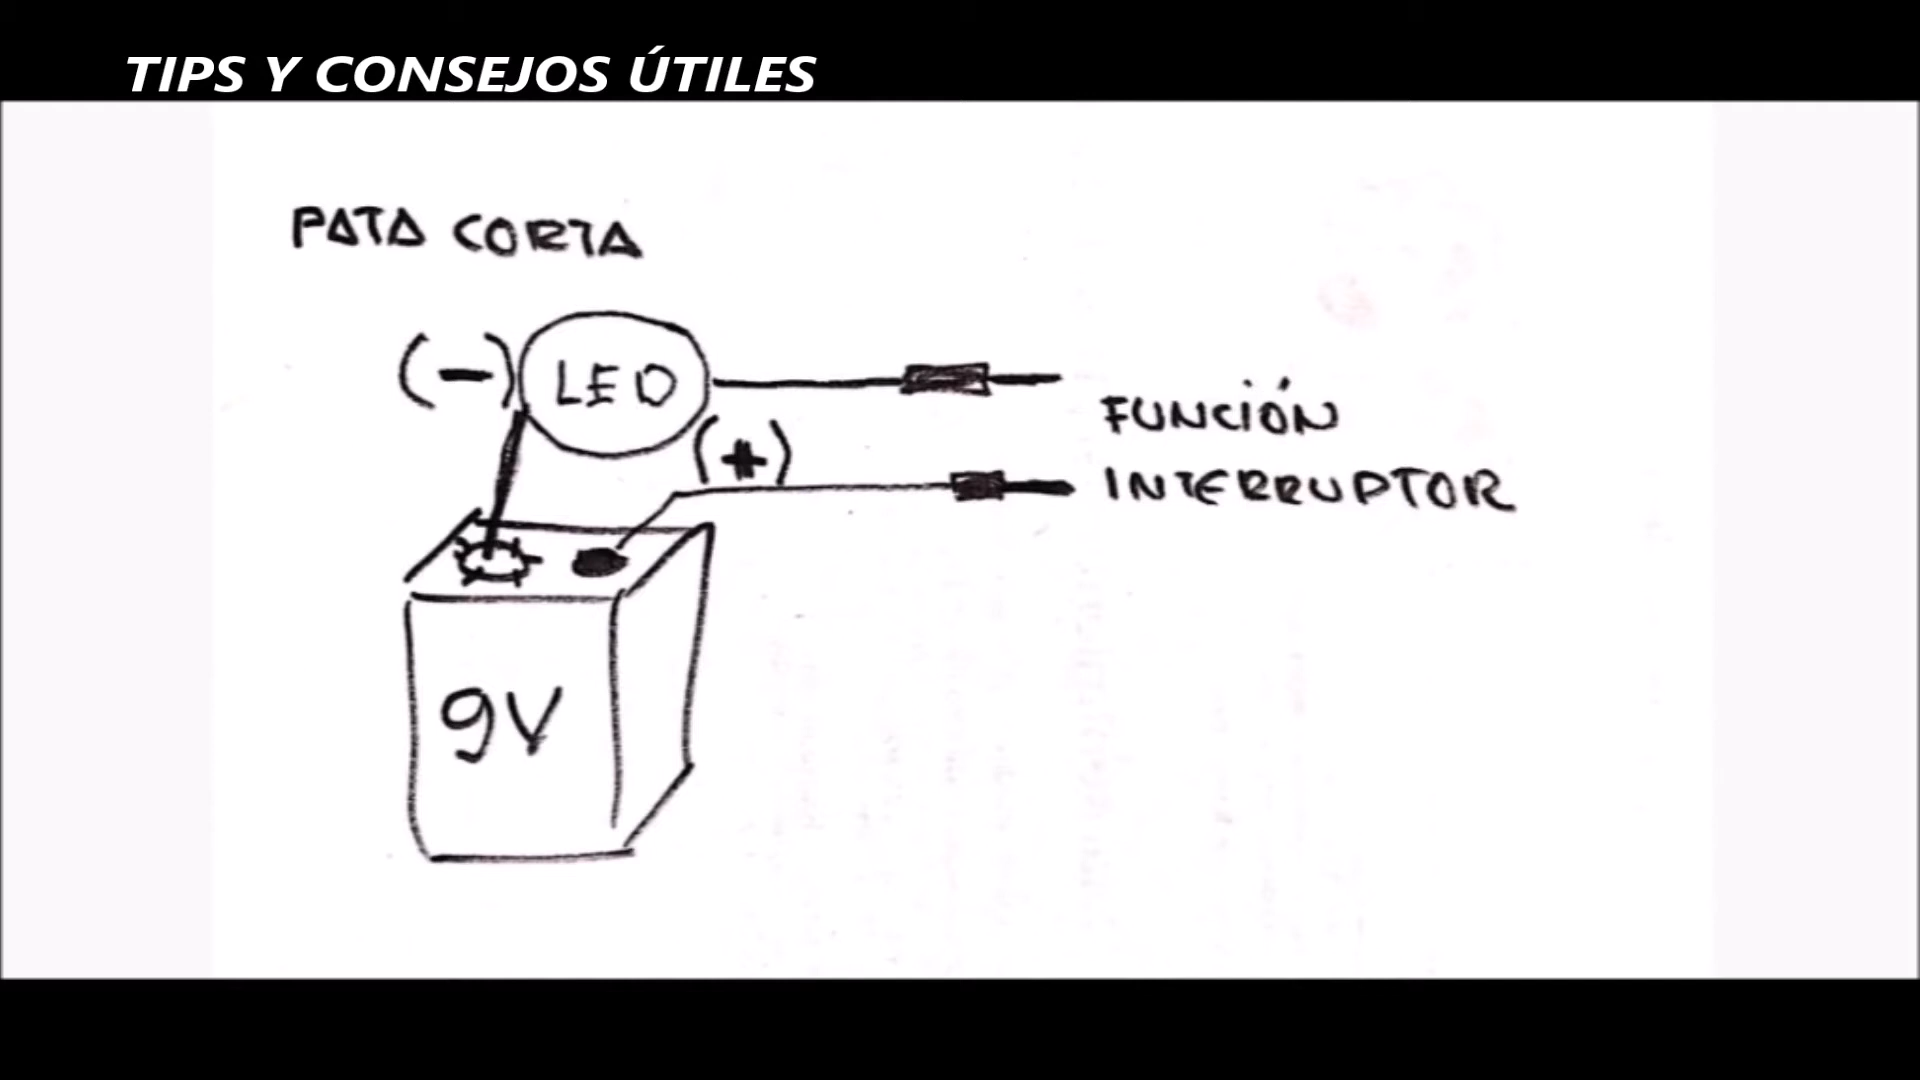 TIPS Y CONSEJOS ÚTILES
PATA CORTA
(-) LED
(+)
FUNCIÓN
INTERRUPTOR
9V